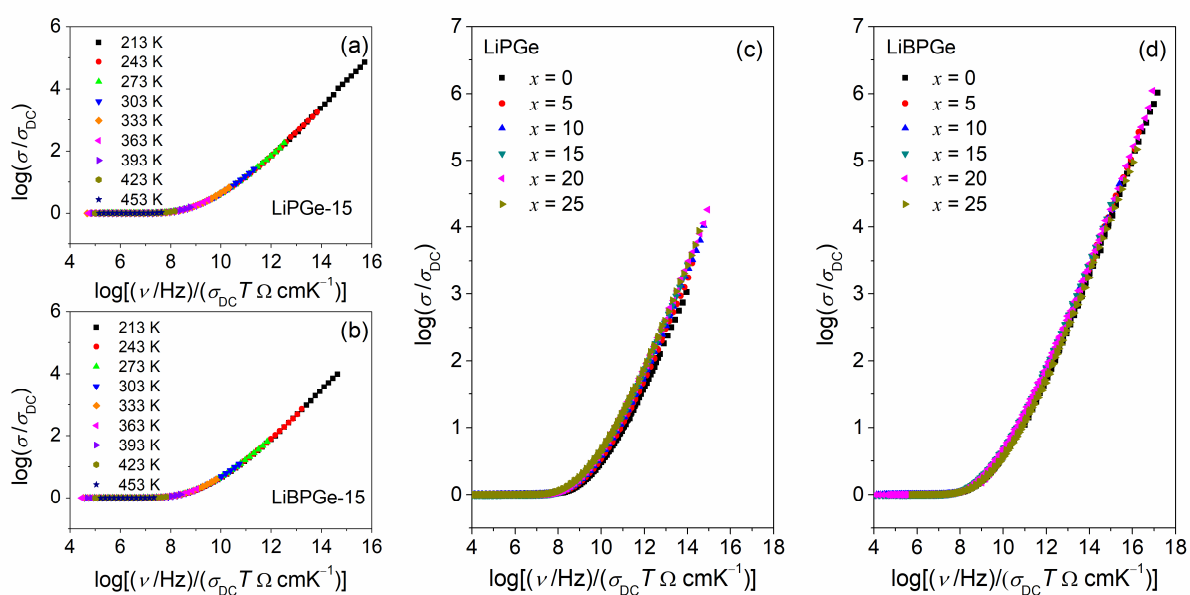 (a)
6
4
2
0
log(σ/σDC)
213 K
243 K
273 K
303 K
333 K
363 K
393 K
423 K
453 K
LiPGe-15
4 6 8 10 12 14 16
log[(ν/Hz)/(σDCT Ω cmK⁻¹)]
(b)
6
4
2
0
log(σ/σDC)
213 K
243 K
273 K
303 K
333 K
363 K
393 K
423 K
453 K
LiBPGe-15
4 6 8 10 12 14 16
log[(ν/Hz)/(σDCT Ω cmK⁻¹)]
LiPGe
(c)
7
6
5
4
3
2
1
0
log(σ/σDC)
x = 0
x = 5
x = 10
x = 15
x = 20
x = 25
4 6 8 10 12 14 16 18
log[(ν/Hz)/(σDCT Ω cmK⁻¹)]
LiBPGe
(d)
7
6
5
4
3
2
1
0
log(σ/σDC)
x = 0
x = 5
x = 10
x = 15
x = 20
x = 25
4 6 8 10 12 14 16 18
log[(ν/Hz)/(σDCT Ω cmK⁻¹)]